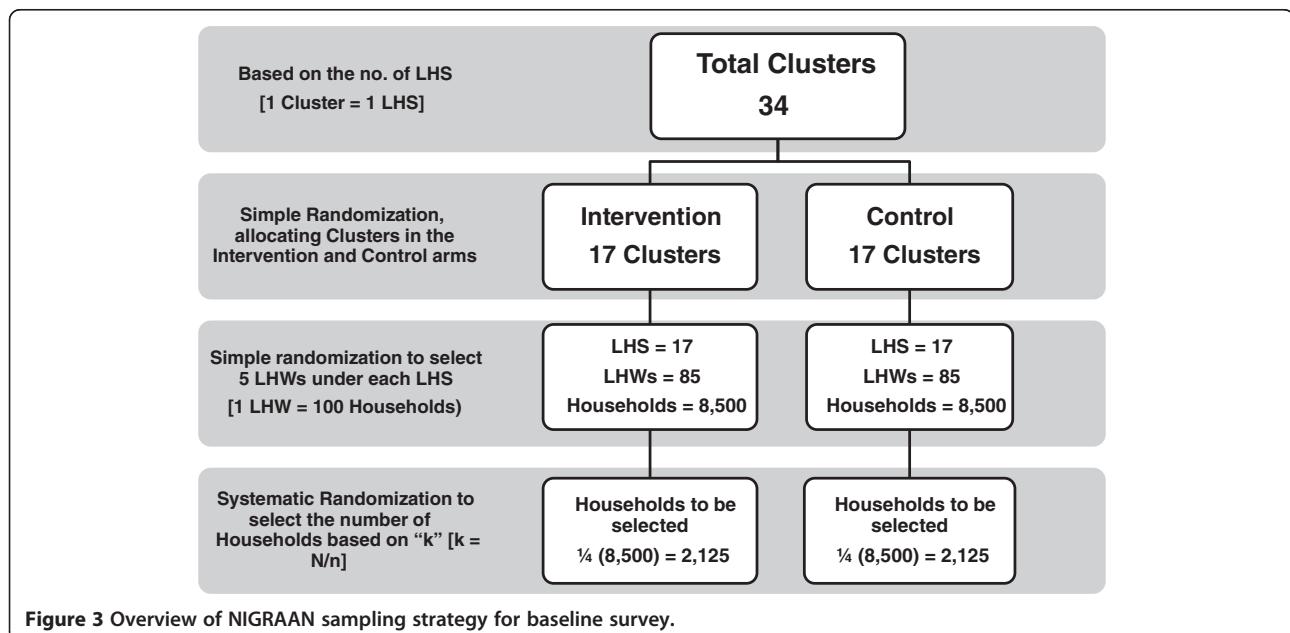 Based on the no. of LHS
[1 Cluster = 1 LHS]
Total Clusters
34
Simple Randomization,
allocating Clusters in the
Intervention and Control arms
Intervention
17 Clusters
Control
17 Clusters
Simple randomization to select
5 LHWs under each LHS
[1 LHW = 100 Households)
LHS = 17
LHWs = 85
Households = 8,500
LHS = 17
LHWs = 85
Households = 8,500
Systematic Randomization to
select the number of
Households based on “k” [k =
N/n]
Households to be
selected
¼ (8,500) = 2,125
Households to be
selected
¼ (8,500) = 2,125
Figure 3 Overview of NIGRAAN sampling strategy for baseline survey.